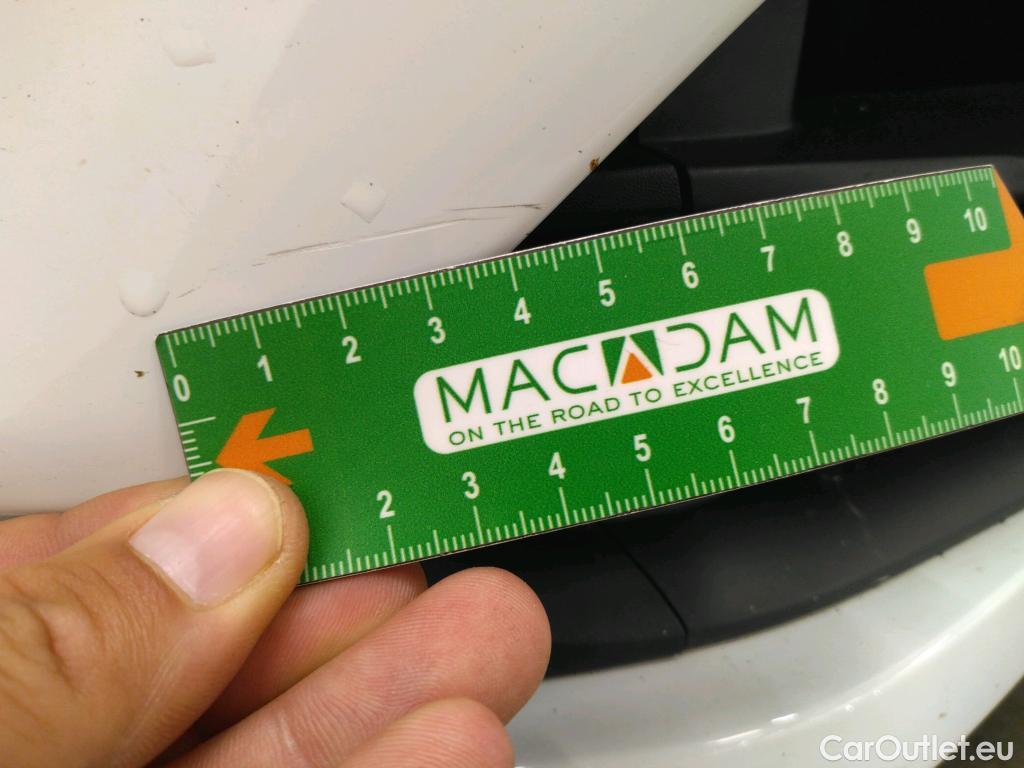 0 1 2 3 4 5 6 7 8 9 10
MACADAM
ON THE ROAD TO EXCELLENCE
2 3 4 5 6 7 8 9 10
CarOutlet.eu